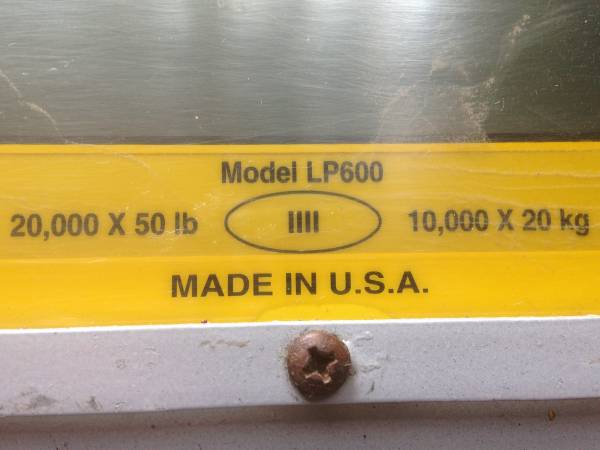 Model LP600
20,000 X 50 lb IIII 10,000 X 20 kg
MADE IN U.S.A.